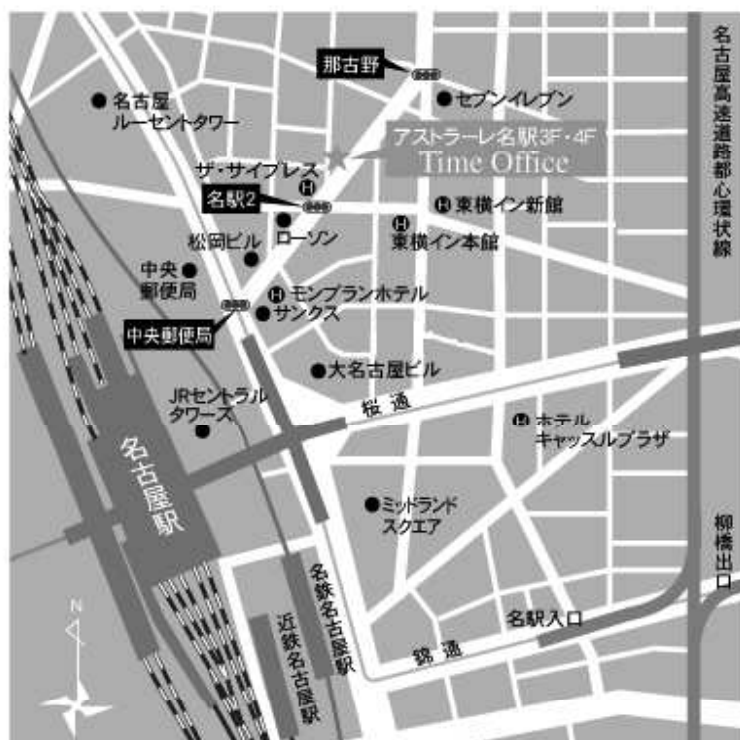 那古野
名古屋
ルーセントタワー
セブンイレブン
アストラーレ名駅3F・4F
Time Office
ザ・サイプレス
H
名駅2
H 東横イン新館
ローソン
H
東横イン本館
松岡ビル
中央
郵便局
H モンブランホテル
サンクス
中央郵便局
大名古屋ビル
JRセントラル
タワーズ
桜通
H ホテル
キャッスルプラザ
名古屋駅
ミッドランド
スクエア
名古屋高速道路都心環状線
柳橋出口
名駅入口
錦通
名鉄名古屋駅
近鉄名古屋駅
N